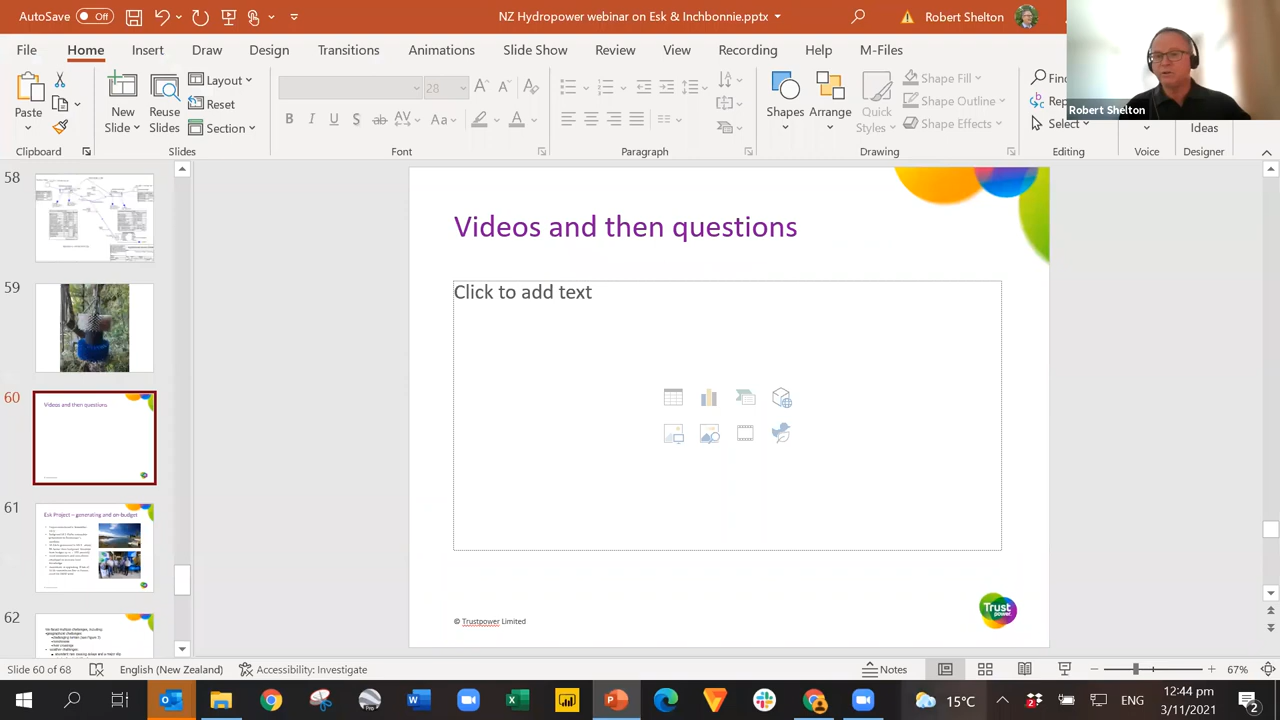 AutoSave Off
NZ Hydropower webinar on Esk & Inchbonnie.pptx
Robert Shelton
File Home Insert Draw Design Transitions Animations Slide Show Review View Recording Help M-Files
Paste
New Slides
Reuse Slides
Layout
Reset
Section
Shapes
Arrange
Quick Styles
Shape Fill
Shape Outline
Shape Effects
Select
Ideas
Robert Shelton
Clipboard
Slides
Font
Paragraph
Drawing
Editing
Voice
Designer
58
59
60
Videos and then questions
61
Esk Project – generating and on budget
62
Videos and then questions
Click to add text
© Trustpower Limited
Trust power
Slide 60 of 68
English (New Zealand)
Accessibility: Investigate
Notes
67%
15°C
ENG
12:44 pm
3/11/2021
2